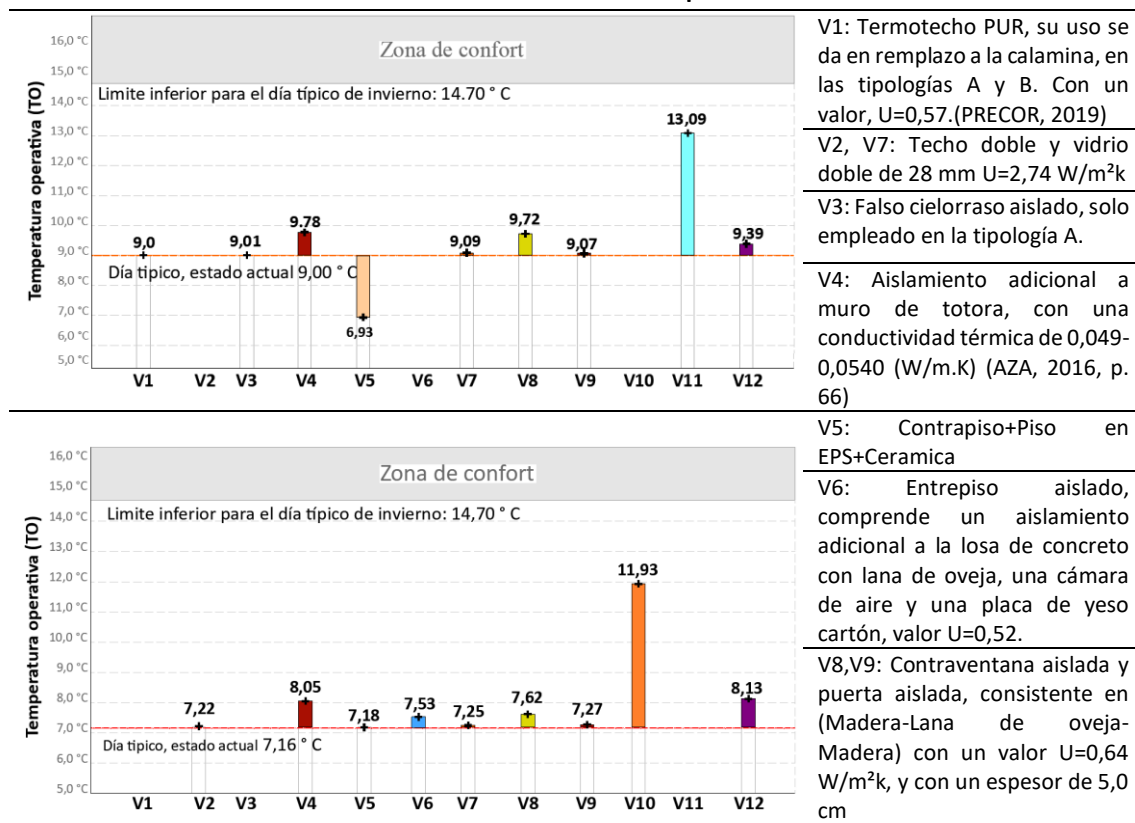 16,0 °C
Zona de confort
15,0 °C
Limite inferior para el día típico de invierno: 14.70 ° C
14,0 °C
13,09
13,0 °C
12,0 °C
11,0 °C
10,0 °C
9,0
9,01
9.78
9,09
9,72
9,07
9,39
9,0 °C
Día típico, estado actual 9,00 ° C
8,0 °C
7,0 °C
6,93
6,0 °C
5,0 °C
Temperatura operativa (TO)
V1 V2 V3 V4 V5 V6 V7 V8 V9 V10 V11 V12
16,0 °C
Zona de confort
15,0 °C
Limite inferior para el día típico de invierno: 14,70 ° C
14,0 °C
13,0 °C
12,0 °C
11,93
11,0 °C
10,0 °C
9,0 °C
8,0 °C
7,22
8,05
7,18
7,53
7,25
7,62
7,27
8,13
7,0 °C
Día típico, estado actual 7,16 ° C
6,0 °C
5,0 °C
Temperatura operativa (TO)
V1 V2 V3 V4 V5 V6 V7 V8 V9 V10 V11 V12
V1: Termotecho PUR, su uso se
da en remplazo a la calamina, en
las tipologías A y B. Con un
valor, U=0,57.(PRECOR, 2019)
V2, V7: Techo doble y vidrio
doble de 28 mm U=2,74 W/m²k
V3: Falso cielorraso aislado, solo
empleado en la tipología A.
V4: Aislamiento adicional a
muro de totora, con una
conductividad térmica de 0,049-
0,0540 (W/m.K) (AZA, 2016, p.
66)
V5: Contrapiso+Piso en
EPS+Ceramica
V6: Entrepiso aislado,
comprende un aislamiento
adicional a la losa de concreto
con lana de oveja, una cámara
de aire y una placa de yeso
cartón, valor U=0,52.
V8,V9: Contraventana aislada y
puerta aislada, consistente en
(Madera-Lana de oveja-
Madera) con un valor U=0,64
W/m²k, y con un espesor de 5,0
cm